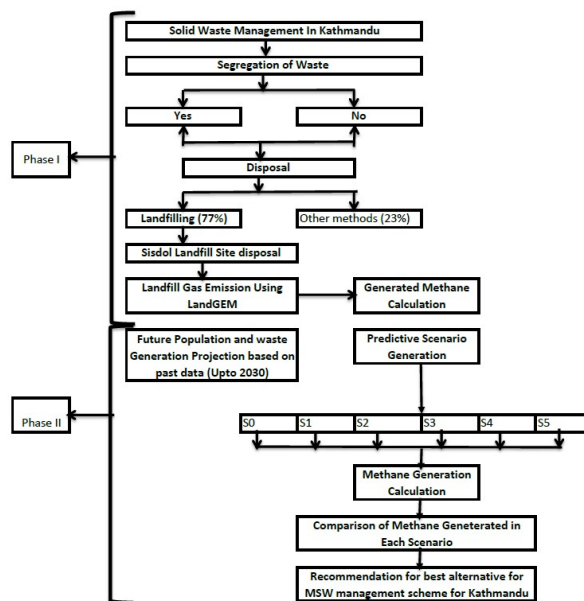 Solid Waste Management In Kathmandu
Segregation of Waste
Yes
No
Phase I
Disposal
Landfilling (77%)
Other methods (23%)
Sisdol Landfill Site disposal
Landfill Gas Emission Using
LandGEM
Generated Methane
Calculation
Future Population and waste
Generation Projection based on
past data (Upto 2030)
Predictive Scenario
Generation
Phase II
S0
S1
S2
S3
S4
S5
Methane Generation
Calculation
Comparison of Methane Geneterated in
Each Scenario
Recommendation for best alternative for
MSW management scheme for Kathmandu